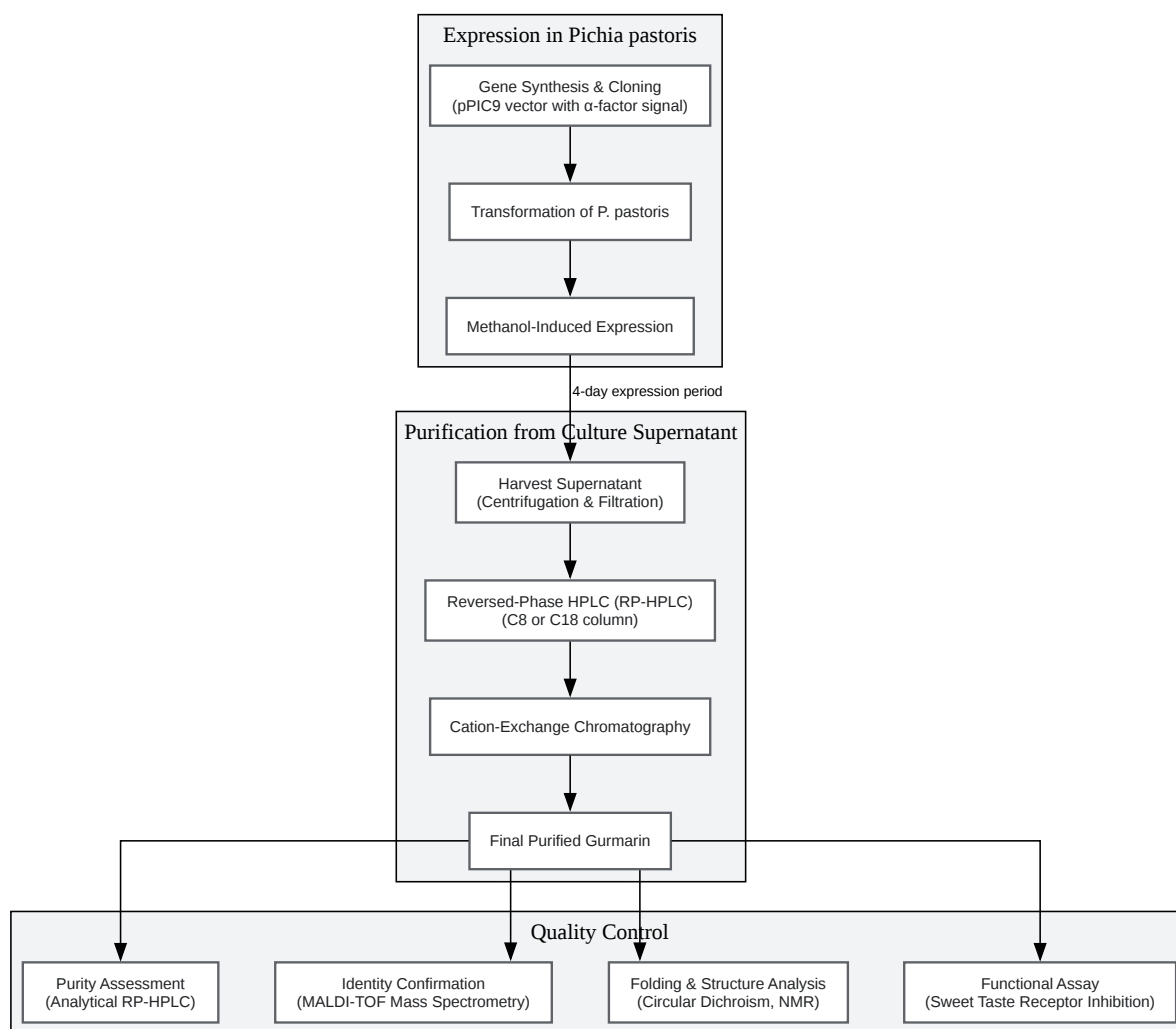 Expression in Pichia pastoris
Gene Synthesis & Cloning
(pPIC9 vector with α-factor signal)
Transformation of P. pastoris
Methanol-Induced Expression
4-day expression period
Purification from Culture Supernatant
Harvest Supernatant
(Centrifugation & Filtration)
Reversed-Phase HPLC (RP-HPLC)
(C8 or C18 column)
Cation-Exchange Chromatography
Final Purified Gurmarin
Quality Control
Purity Assessment
(Analytical RP-HPLC)
Identity Confirmation
(MALDI-TOF Mass Spectrometry)
Folding & Structure Analysis
(Circular Dichroism, NMR)
Functional Assay
(Sweet Taste Receptor Inhibition)